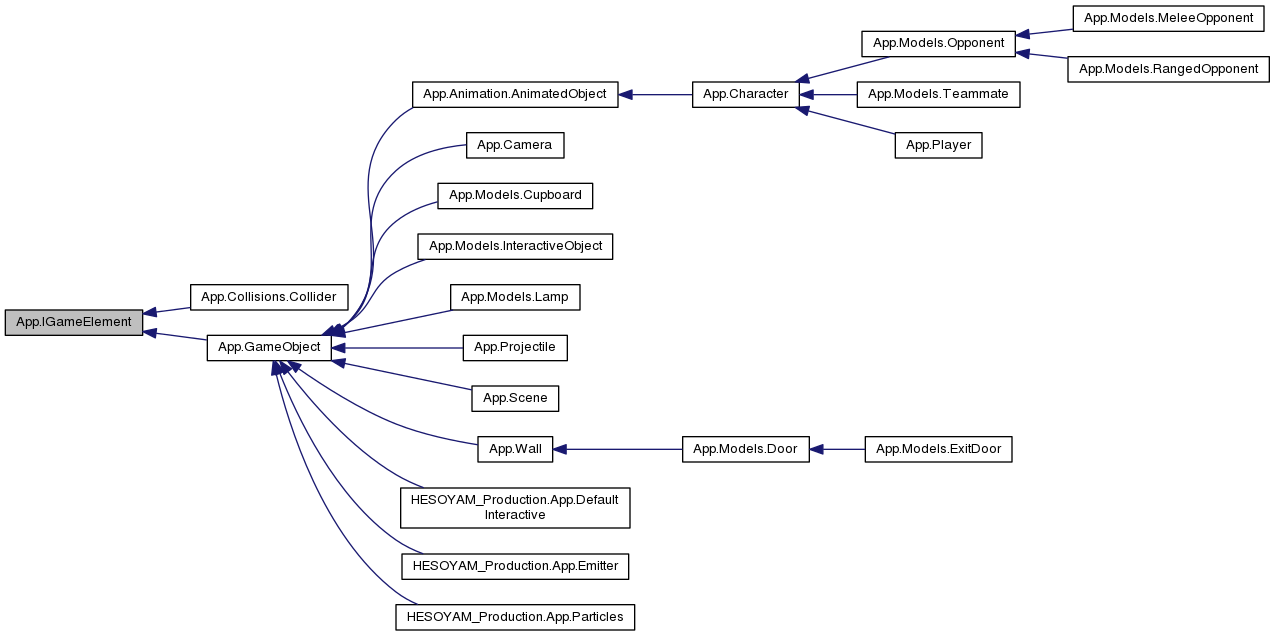 App.Models.MeleeOpponent
App.Models.Opponent
App.Models.RangedOpponent
App.Animation.AnimatedObject
App.Character
App.Models.Teammate
App.Camera
App.Player
App.Models.Cupboard
App.Models.InteractiveObject
App.Collisions.Collider
App.Models.Lamp
App.IGameElement
App.GameObject
App.Projectile
App.Scene
App.Wall
App.Models.Door
App.Models.ExitDoor
HESOYAM_Production.App.Default
Interactive
HESOYAM_Production.App.Emitter
HESOYAM_Production.App.Particles